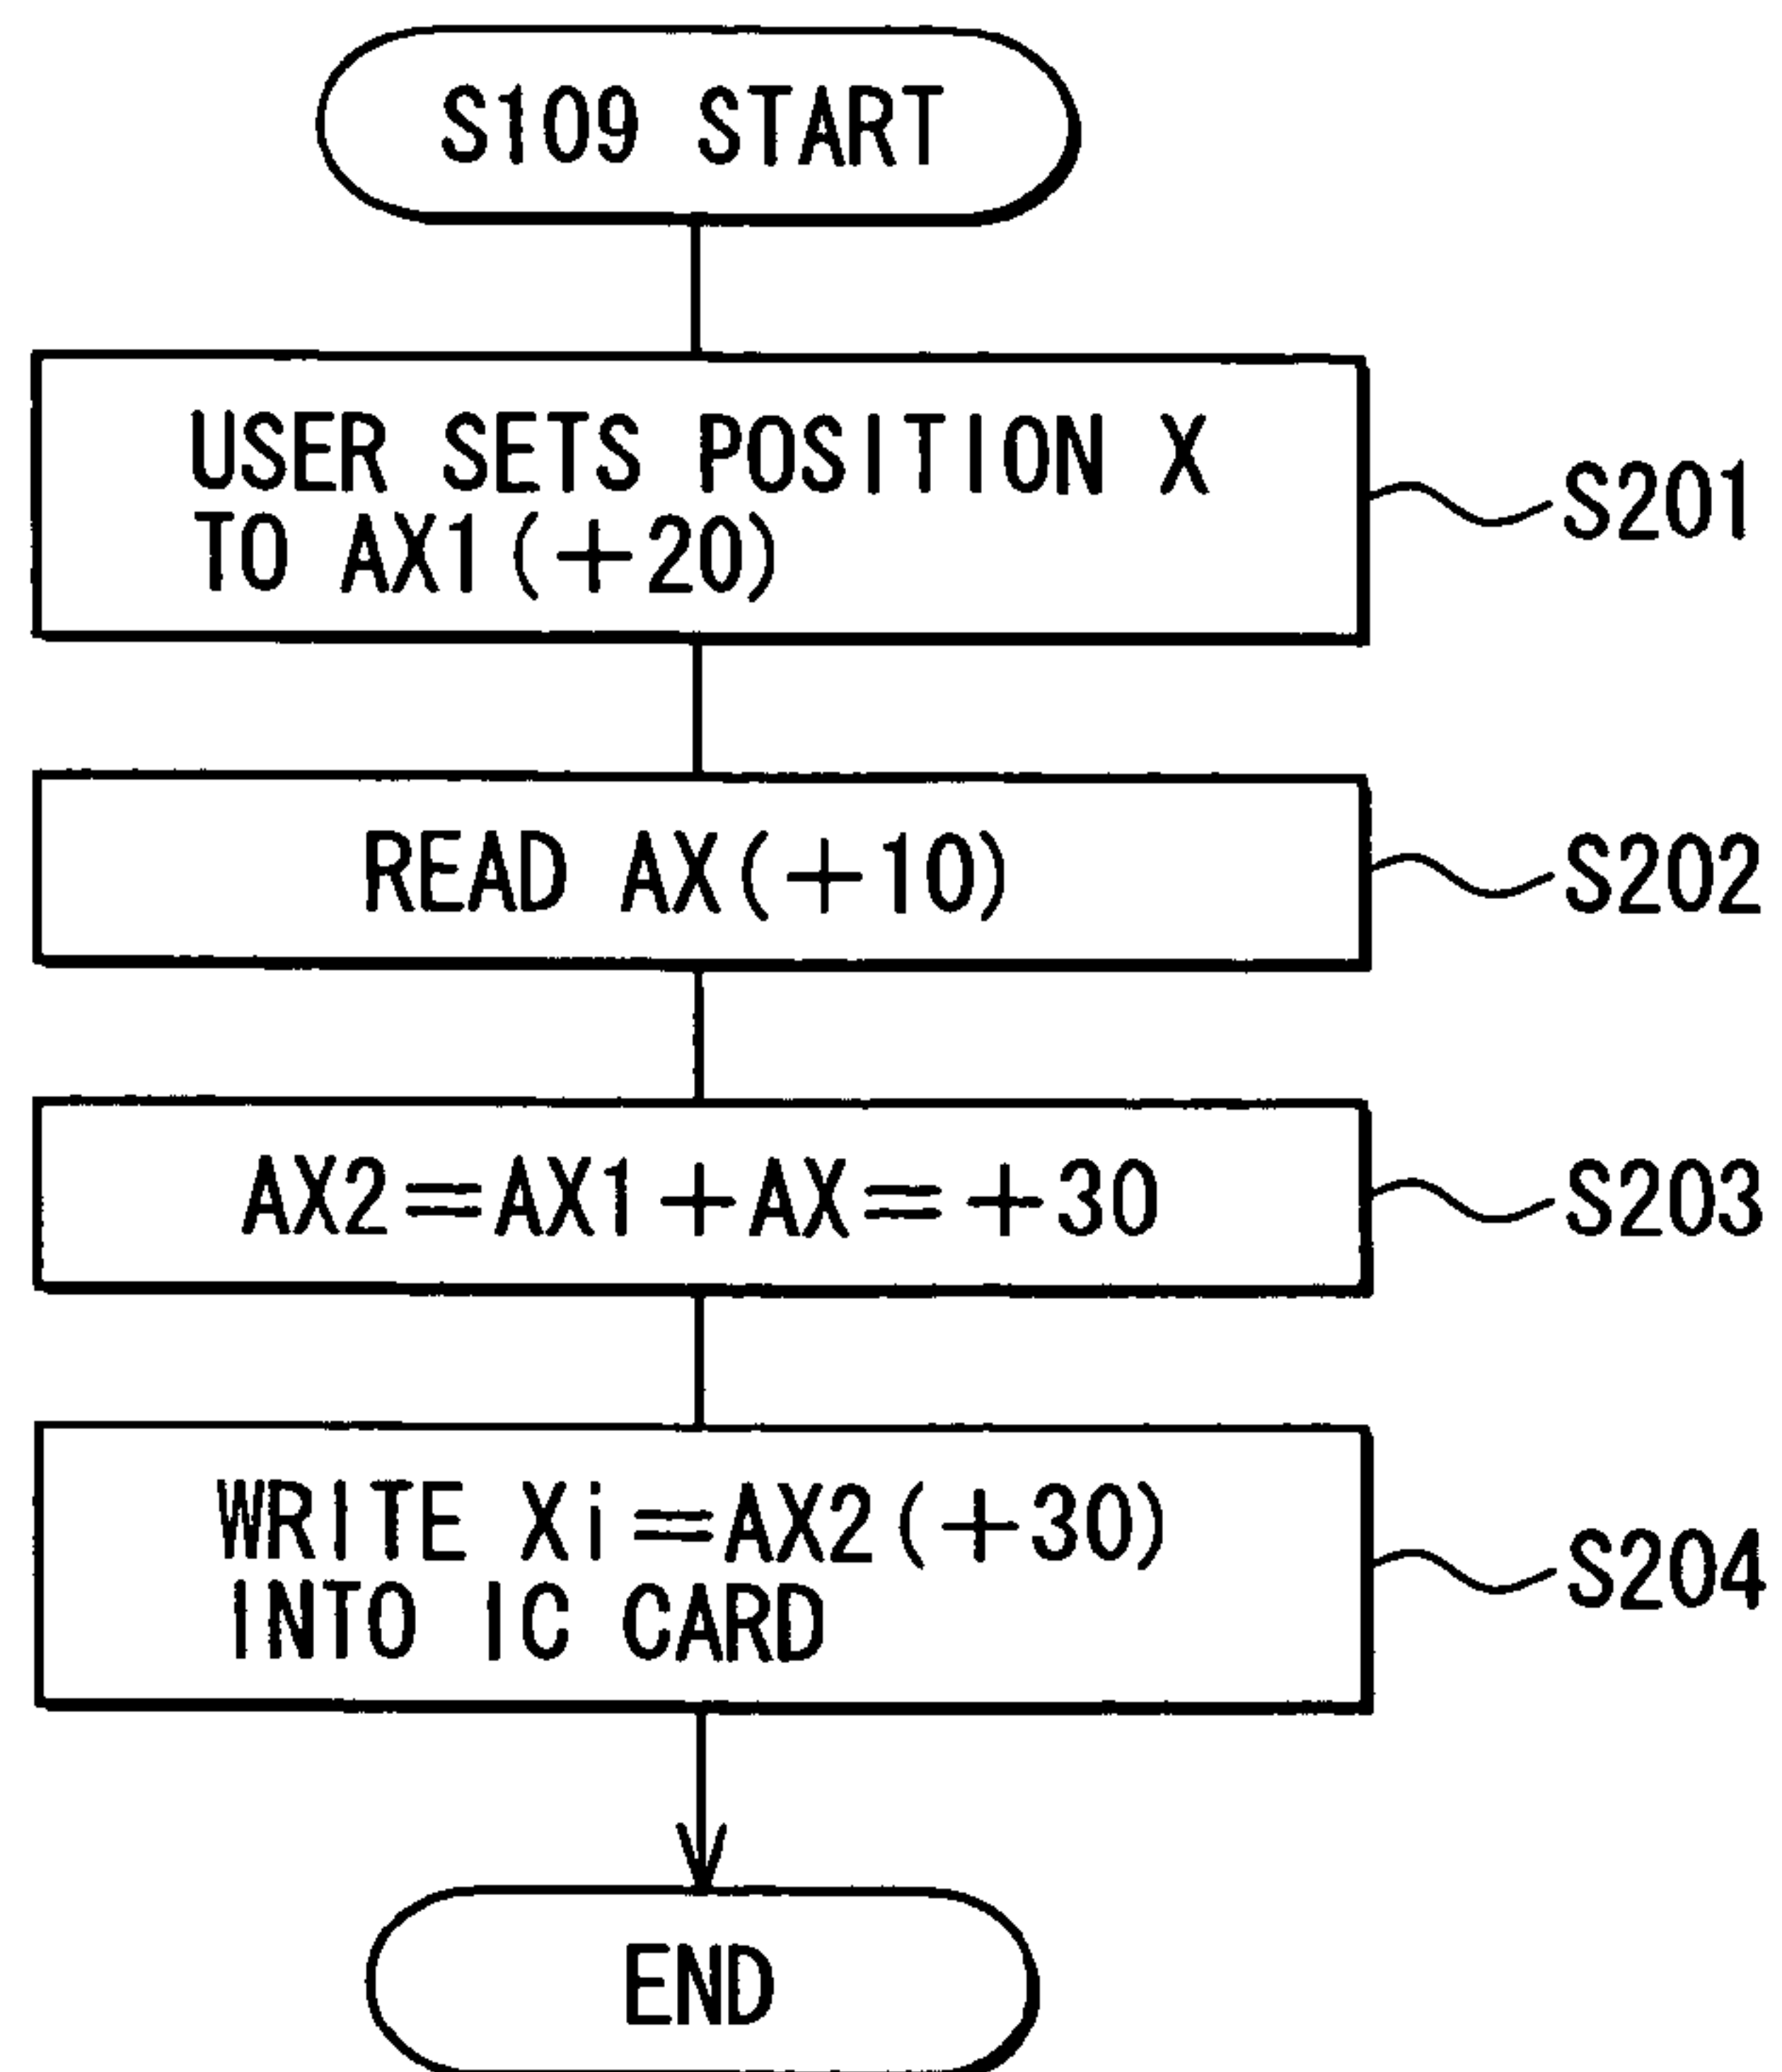 S109 START
USER SETS POSITION X
TO AX1(+20)
S201
READ AX(+10)
S202
AX2=AX1+AX=+30
S203
WRITE Xi=AX2(+30)
INTO IC CARD
S204
END